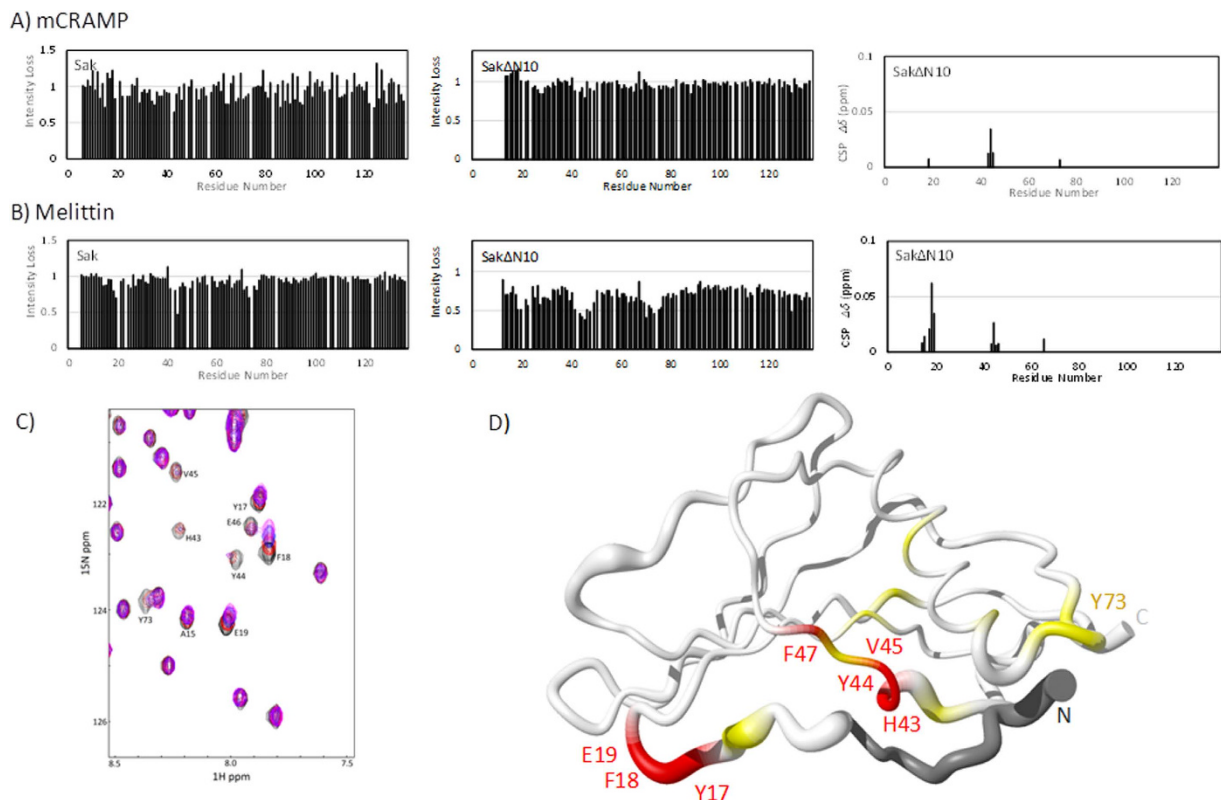 A) mCRAMP
Sak
Intensity Loss
1.5
1
0.5
0
0 20 40 60 80 100 120
Residue Number
SakΔN10
Intensity Loss
1
0.5
0
0 20 40 60 80 100 120
Residue Number
SakΔN10
CSP Δδ (ppm)
0.1
0.05
0
0 20 40 60 80 100 120
Residue Number
B) Melittin
Sak
Intensity Loss
1.5
1
0.5
0
0 20 40 60 80 100 120
Residue Number
SakΔN10
Intensity Loss
1
0.5
0
0 20 40 60 80 100 120
Residue Number
SakΔN10
CSP Δδ (ppm)
0.1
0.05
0
0 20 40 60 80 100 120
Residue Number
C)
15N ppm
122
124
126
V45
Y17
E46
H43
F18
Y44
Y73
A15
E19
8.5 8.0 7.5
1H ppm
D)
Y73
C
F47 V45
Y44
H43
N
E19
F18
Y17